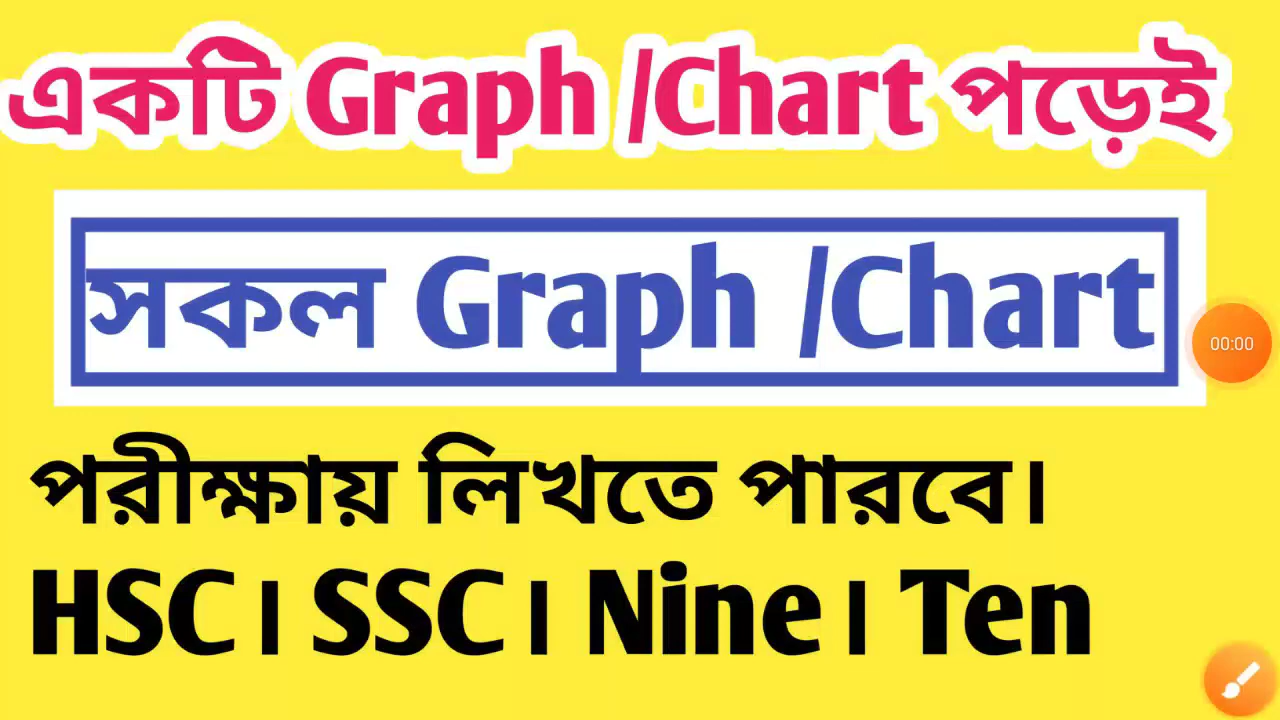 একটি Graph /Chart পড়েই
সকল Graph /Chart
00:00
পরীক্ষায় লিখতে পারবে।
HSC। SSC। Nine। Ten